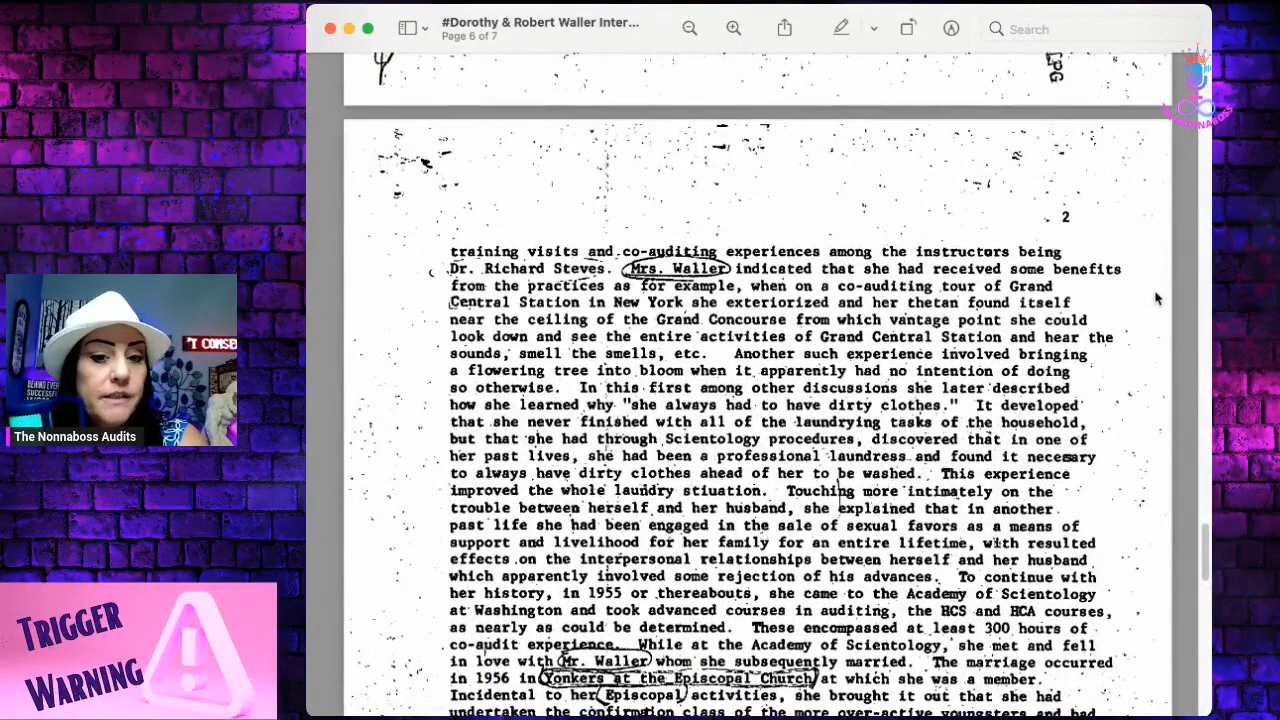 #Dorothy & Robert Waller Inter...
Page 6 of 7
Search
2
training visits and co-auditing experiences among the instructors being
Dr. Richard Steves. Mrs. Waller indicated that she had received some benefits
from the practices as for example, when on a co-auditing tour of Grand
Central Station in New York she exteriorized and her thetan found itself
near the ceiling of the Grand Concourse from which vantage point she could
look down and see the entire activities of Grand Central Station and hear the
sounds, smell the smells, etc. Another such experience involved bringing
a flowering tree into bloom when it apparently had no intention of doing
so otherwise. In this first among other discussions she later described
how she learned why "she always had to have dirty clothes." It developed
that she never finished with all of the laundrying tasks of the household,
but that she had through Scientology procedures, discovered that in one of
her past lives, she had been a professional laundress and found it necesary
to always have dirty clothes ahead of her to be washed. This experience
improved the whole laundry stiuation. Touching more intimately on the
trouble between herself and her husband, she explained that in another
past life she had been engaged in the sale of sexual favors as a means of
support and livelihood for her family for an entire lifetime, with resulted
effects on the interpersonal relationships between herself and her husband
which apparently involved some rejection of his advances. To continue with
her history, in 1955 or thereabouts, she came to the Academy of Scientology
at Washington and took advanced courses in auditing, the HCS and HCA courses,
as nearly as could be determined. These encompassed at least 300 hours of
co-audit experience. While at the Academy of Scientology, she met and fell
in love with Mr. Waller whom she subsequently married. The marriage occurred
in 1956 in Yonkers at the Episcopal Church at which she was a member.
Incidental to her Episcopal activities, she brought it out that she had
undertaken the confirmation class of the more over-active youngsters and had
The Nonnaboss Audits
TRIGGER
WARNING